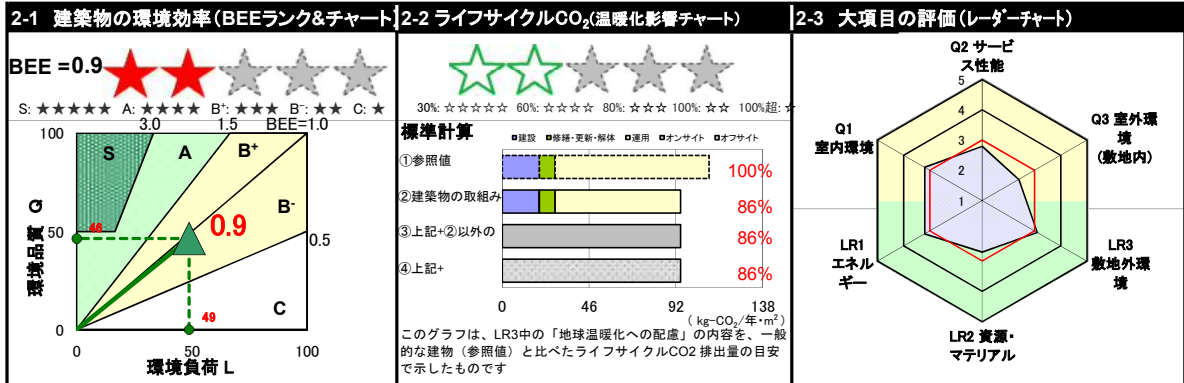 2-1 建築物の環境効率(BEEランク&チャート)
BEE =0.9
S: ★★★★★ A: ★★★★ B⁺: ★★★ B⁻: ★★ C: ★
3.0 1.5 BEE=1.0
100
S
A
B⁺
環境品質 Q
B⁻
46
0.9
50
0.5
C
49
0
0 50 100
環境負荷 L
2-2 ライフサイクルCO₂(温暖化影響チャート)
30%: ☆☆☆☆☆ 60%: ☆☆☆☆ 80%: ☆☆☆ 100%: ☆☆ 100%超: ☆
標準計算
建設 修繕・更新・解体 運用 オンサイト オフサイト
①参照値 100%
②建築物の取組み 86%
③上記+②以外の 86%
④上記+ 86%
0 46 92 138
( kg-CO₂/年・m²)
このグラフは、LR3中の「地球温暖化への配慮」の内容を、一般
的な建物(参照値)と比べたライフサイクルCO2 排出量の目安
で示したものです
2-3 大項目の評価(レーダーチャート)
Q2 サービ
ス性能
5
4
3
2
1
Q1
室内環境
Q3 室外環
境
(敷地内)
LR1
エネル
ギー
LR3
敷地外環
境
LR2 資源・
マテリアル